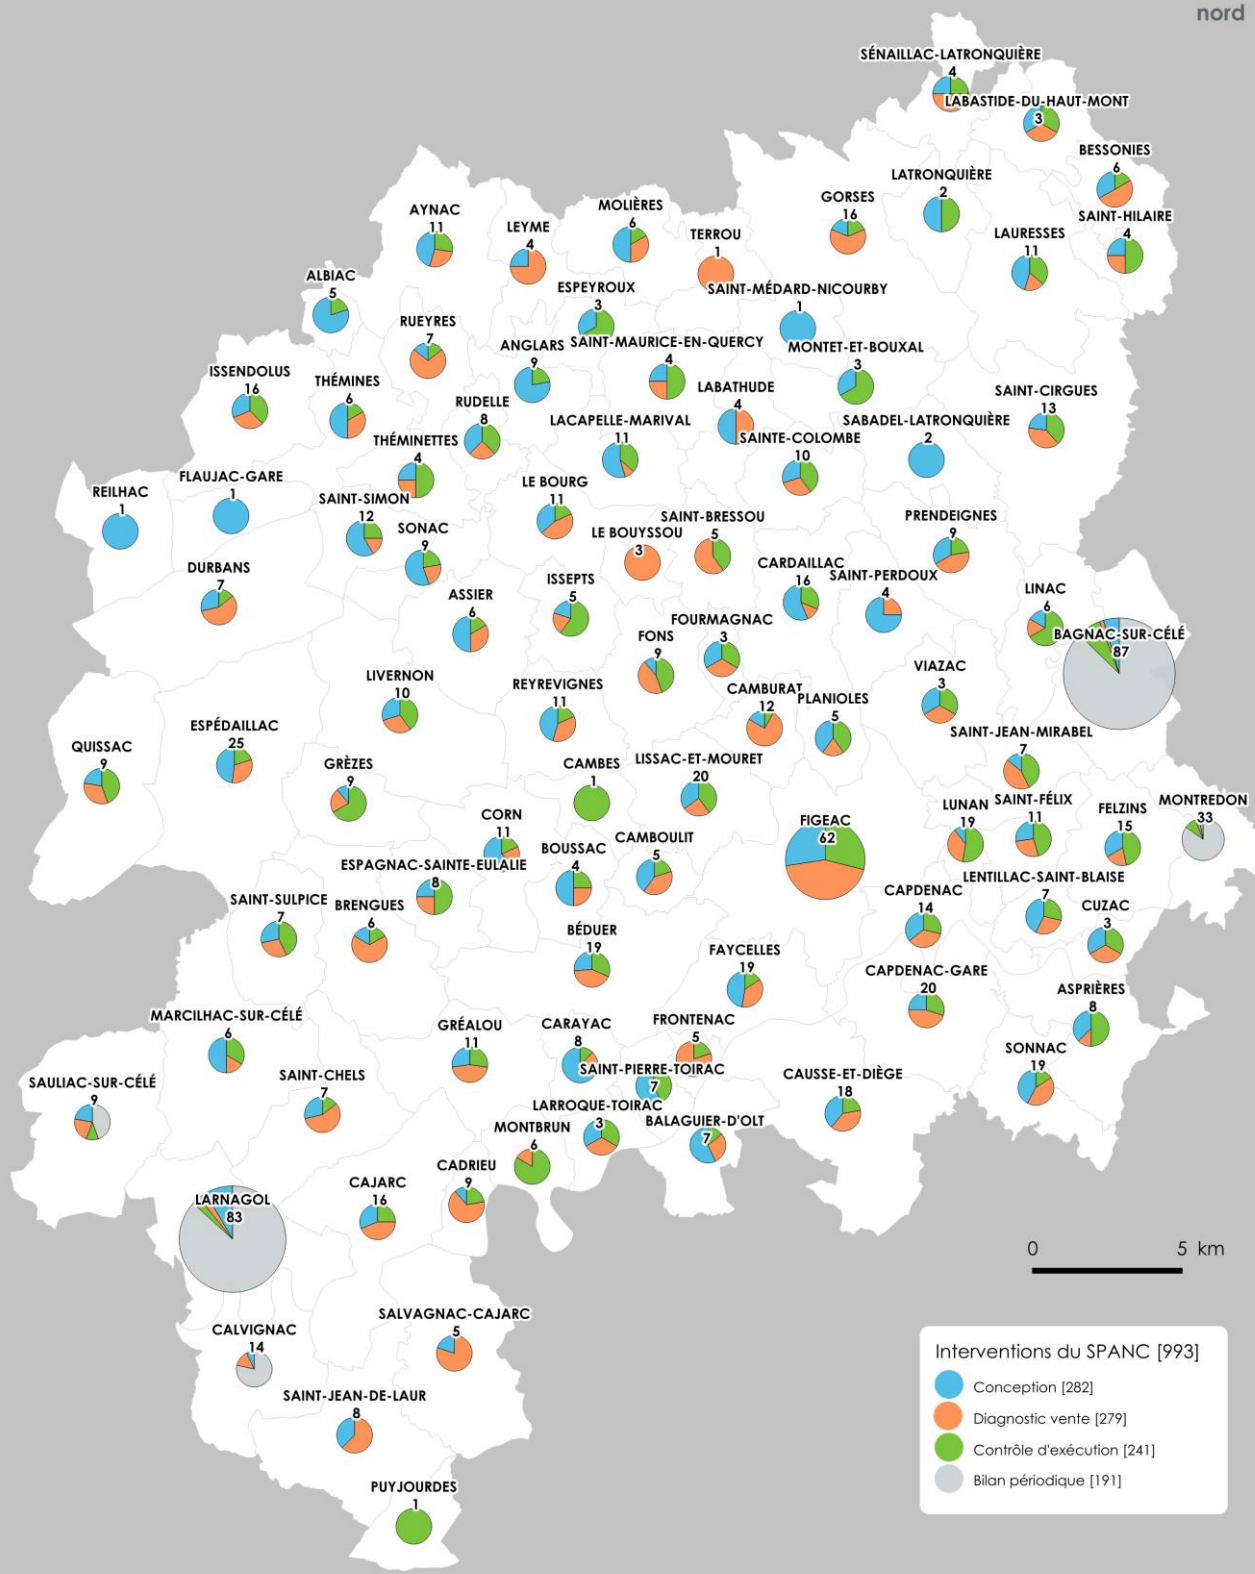 nord
SÉNAILLAC-LATRONQUIÈRE
4
LABASTIDE-DU-HAUT-MONT
3
BESSONIES
6
LATRONQUIÈRE
2
GORSES
16
MOLIÈRES
6
AYNAC
11
LEYME
4
TERROU
1
SAINT-HILAIRE
4
LAURESSES
11
ALBIAC
5
ESPEYROUX
3
SAINT-MÉDARD-NICOURBY
1
RUEYRES
7
ANGLARS
9
SAINT-MAURICE-EN-QUERCY
4
MONTET-ET-BOUXAL
3
ISSENDOLUS
16
THÉMINES
6
LABATHUDE
4
SAINT-CIRGUES
13
RUDELLE
8
LACAPELLE-MARIVAL
11
SABADEL-LATRONQUIÈRE
2
THÉMINETTES
4
SAINTE-COLOMBE
10
FLAUJAC-GARE
1
REILHAC
1
SAINT-SIMON
12
LE BOURG
11
SAINT-BRESSOU
5
PRENDEIGNES
9
SONAC
9
LE BOUYSSOU
3
DURBANS
7
CARDAILLAC
16
SAINT-PERDOUX
4
ISSEPTS
5
ASSIER
6
LINAC
6
FOURMAGNAC
3
BAGNAC-SUR-CÉLÉ
87
FONS
9
VIAZAC
3
LIVERNON
10
REYREVIGNES
11
CAMBURAT
12
PLANIOLES
5
ESPÉDAILLAC
25
SAINT-JEAN-MIRABEL
7
QUISSAC
9
GRÈZES
9
CAMBES
1
LISSAC-ET-MOURET
20
LUNAN
19
SAINT-FÉLIX
11
FELZINS
15
MONTREDON
33
CORN
11
FIGEAC
62
CAMBOULIT
5
BOUSSAC
4
ESPAGNAC-SAINTE-EULALIE
8
LENTILLAC-SAINT-BLAISE
7
CAPDENAC
14
SAINT-SULPICE
7
BRENGUES
6
CUZAC
3
BÉDUER
19
FAYCELLES
19
CAPDENAC-GARE
20
ASPRIÈRES
8
MARCILHAC-SUR-CÉLÉ
6
GRÉALOU
11
CARAYAC
8
FRONTENAC
5
SONNAC
19
SAINT-PIERRE-TOIRAC
7
SAULIAC-SUR-CÉLÉ
9
SAINT-CHELS
7
CAUSSE-ET-DIÈGE
18
LARROQUE-TOIRAC
3
BALAGUIER-D'OLT
7
MONTBRUN
6
CADRIEU
9
CAJARC
16
LARNAGOL
83
0 5 km
SALVAGNAC-CAJARC
5
CALVIGNAC
14
SAINT-JEAN-DE-LAUR
8
PUYJOURDES
1
Interventions du SPANC [993]
Conception [282]
Diagnostic vente [279]
Contrôle d'exécution [241]
Bilan périodique [191]